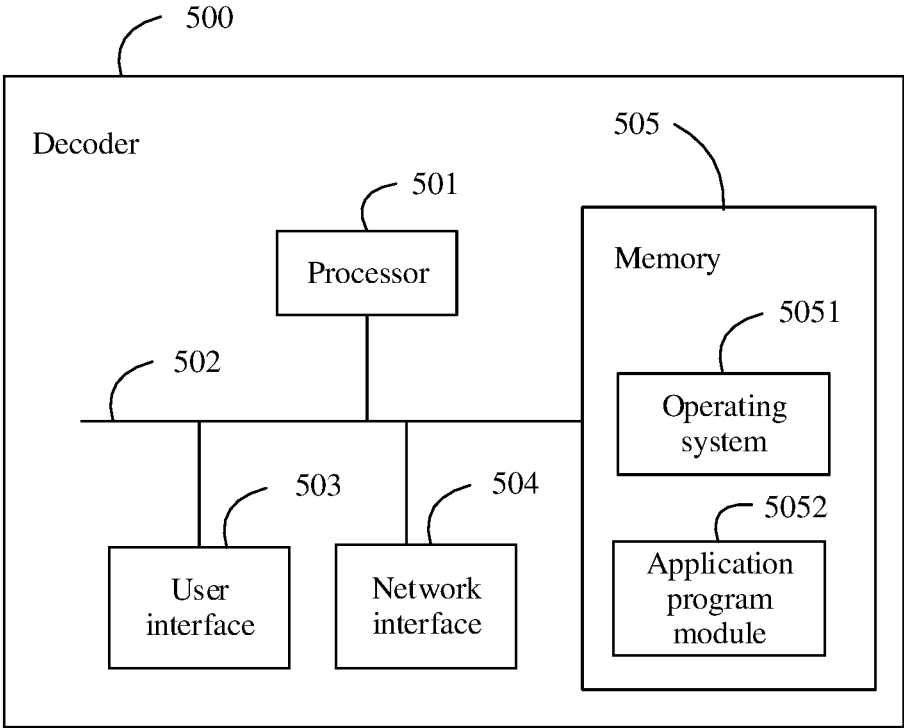 500
Decoder
505
501
Processor
Memory
5051
502
Operating
system
503
504
5052
User
interface
Network
interface
Application
program
module